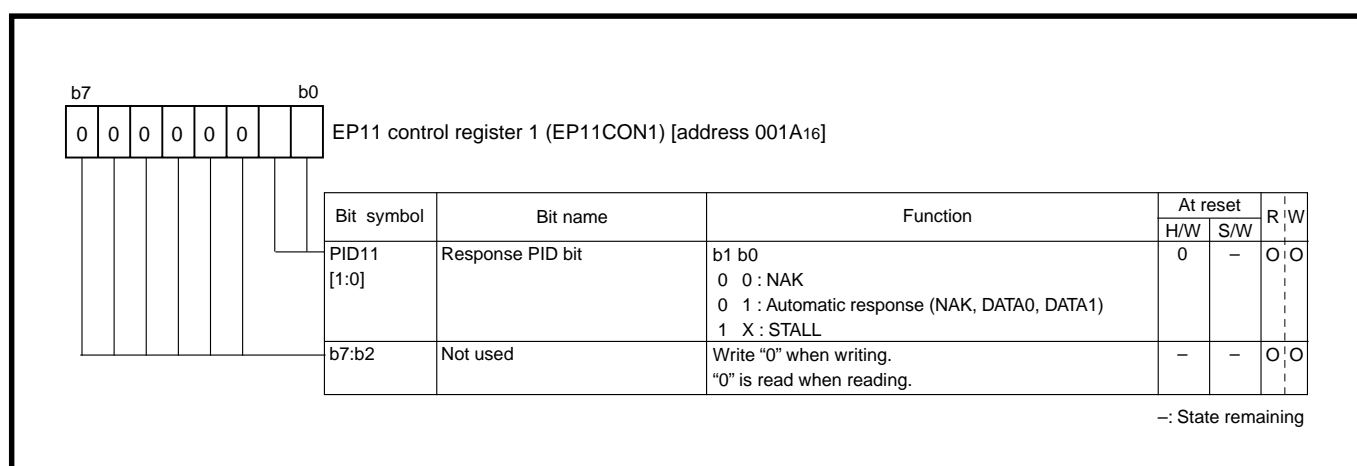 b7 b0
0 0 0 0 0 0
EP11 control register 1 (EP11CON1) [address 001A16]
Bit symbol Bit name Function At reset R W
H/W S/W
PID11 Response PID bit b1 b0 0 – O O
[1:0] 0 0 : NAK
0 1 : Automatic response (NAK, DATA0, DATA1)
1 X : STALL
b7:b2 Not used Write “0” when writing. – – O O
“0” is read when reading.
–: State remaining